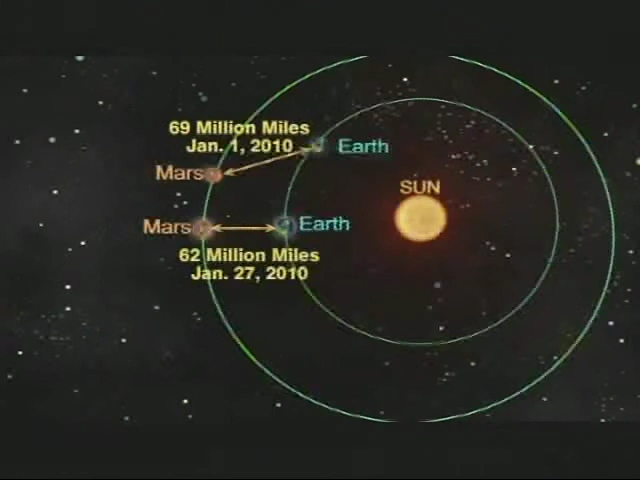 69 Million Miles
Jan. 1, 2010
Earth
Mars
SUN
Mars
Earth
62 Million Miles
Jan. 27, 2010